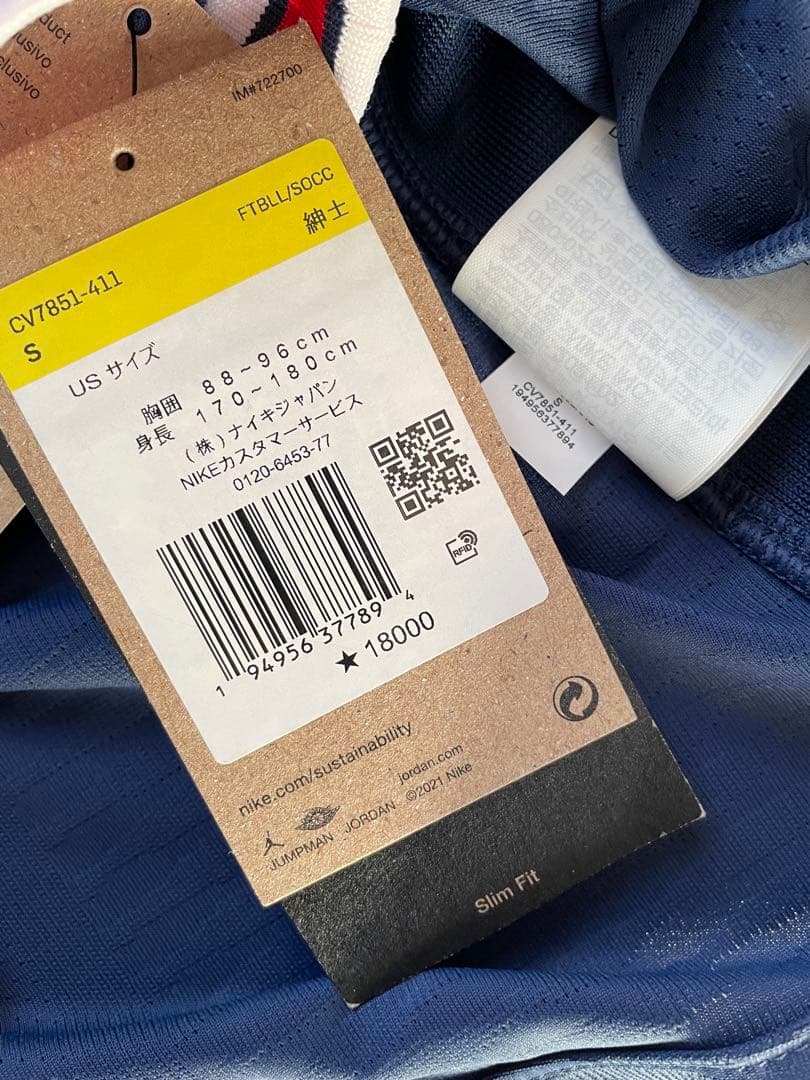 duct
usivo
clusivo
IM#722700
FTBLL/SOCC
紳士
CV7851-411
S
US サイズ
胸囲 88~96cm
身長 170~180cm
(株)ナイキジャパン
NIKEカスタマーサービス
0120-6453-77
RFID
1 94956 37789 4
★18000
nike.com/sustainability
jordan.com
JUMPMAN JORDAN ©2021 Nike
Slim Fit
S
CV7851-411
194956377894